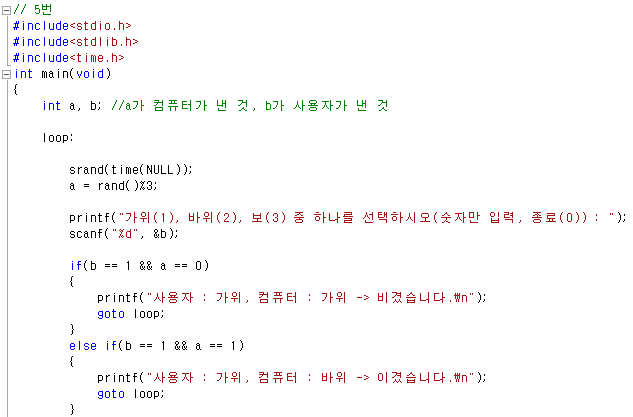 // 5번
#include<stdio.h>
#include<stdlib.h>
#include<time.h>
int main(void)
{
    int a, b; //a가 컴퓨터가 낸 것, b가 사용자가 낸 것

    loop:

        srand(time(NULL));
        a = rand()%3;

        printf("가위(1), 바위(2), 보(3) 중 하나를 선택하시오(숫자만 입력, 종료(0)) : ");
        scanf("%d", &b);

        if(b == 1 && a == 0)
        {
            printf("사용자 : 가위, 컴퓨터 : 가위 -> 비겼습니다.₩n");
            goto loop;
        }
        else if(b == 1 && a == 1)
        {
            printf("사용자 : 가위, 컴퓨터 : 바위 -> 이겼습니다.₩n");
            goto loop;
        }